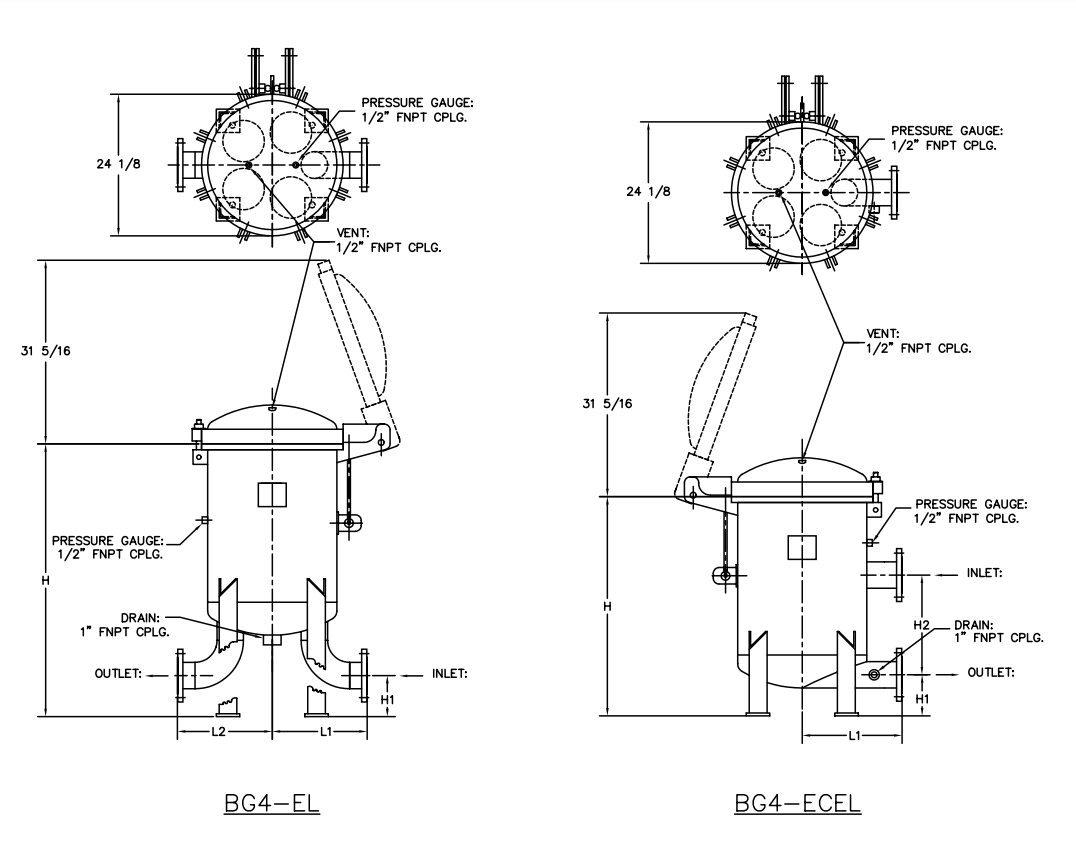 PRESSURE GAUGE:
1/2" FNPT CPLG.
24 1/8
VENT:
1/2" FNPT CPLG.
31 5/16
PRESSURE GAUGE:
1/2" FNPT CPLG.
H
DRAIN:
1" FNPT CPLG.
OUTLET:
INLET:
H1
L2
L1
BG4-EL
PRESSURE GAUGE:
1/2" FNPT CPLG.
24 1/8
VENT:
1/2" FNPT CPLG.
31 5/16
PRESSURE GAUGE:
1/2" FNPT CPLG.
INLET:
H
H2
DRAIN:
1" FNPT CPLG.
OUTLET:
H1
L1
BG4-ECEL